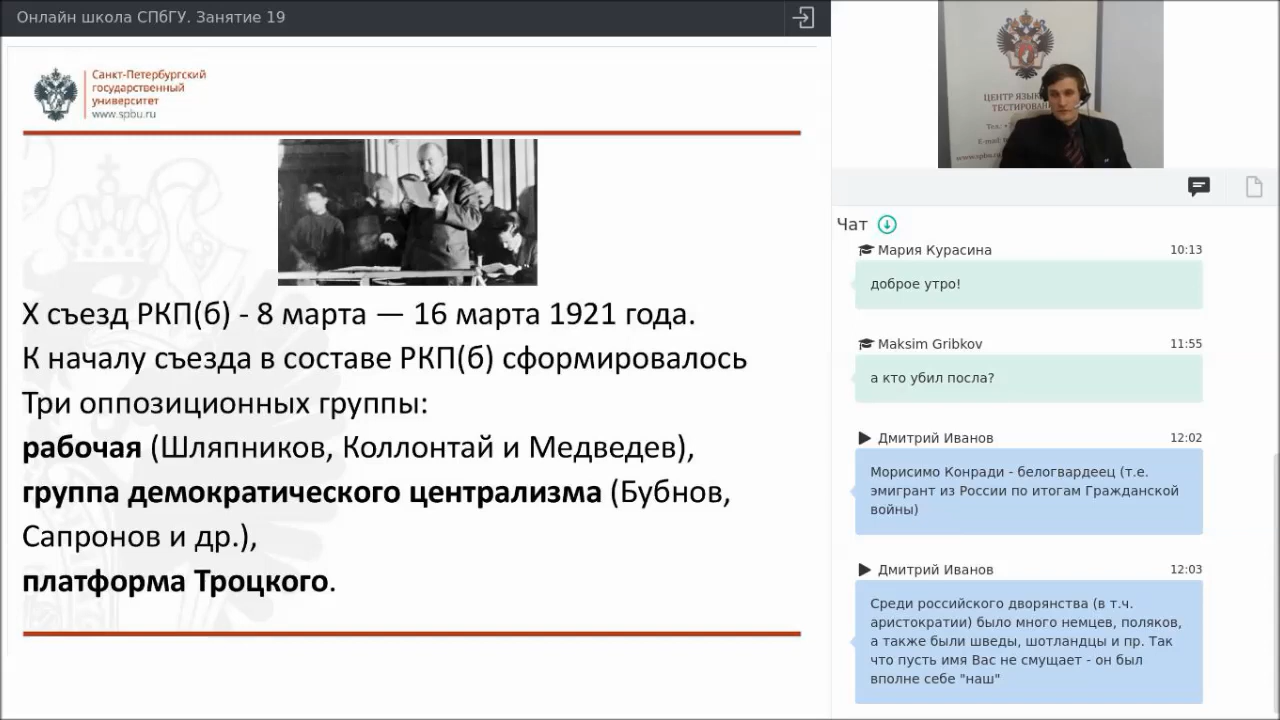 Онлайн школа СПбГУ. Занятие 19
Санкт-Петербургский
государственный
университет
www.spbu.ru
X съезд РКП(б) - 8 марта — 16 марта 1921 года.
К началу съезда в составе РКП(б) сформировалось
Три оппозиционных группы:
рабочая (Шляпников, Коллонтай и Медведев),
группа демократического централизма (Бубнов,
Сапронов и др.),
платформа Троцкого.
ЦЕНТР
ТЕСТИРОВАН
Тел.:
Чат
Мария Курасина 10:13
доброе утро!
Maksim Gribkov 11:55
а кто убил посла?
Дмитрий Иванов 12:02
Морисимо Конради - белогвардеец (т.е.
эмигрант из России по итогам Гражданской
войны)
Дмитрий Иванов 12:03
Среди российского дворянства (в т.ч.
аристократии) было много немцев, поляков,
а также были шведы, шотландцы и пр. Так
что пусть имя Вас не смущает - он был
вполне себе "наш"